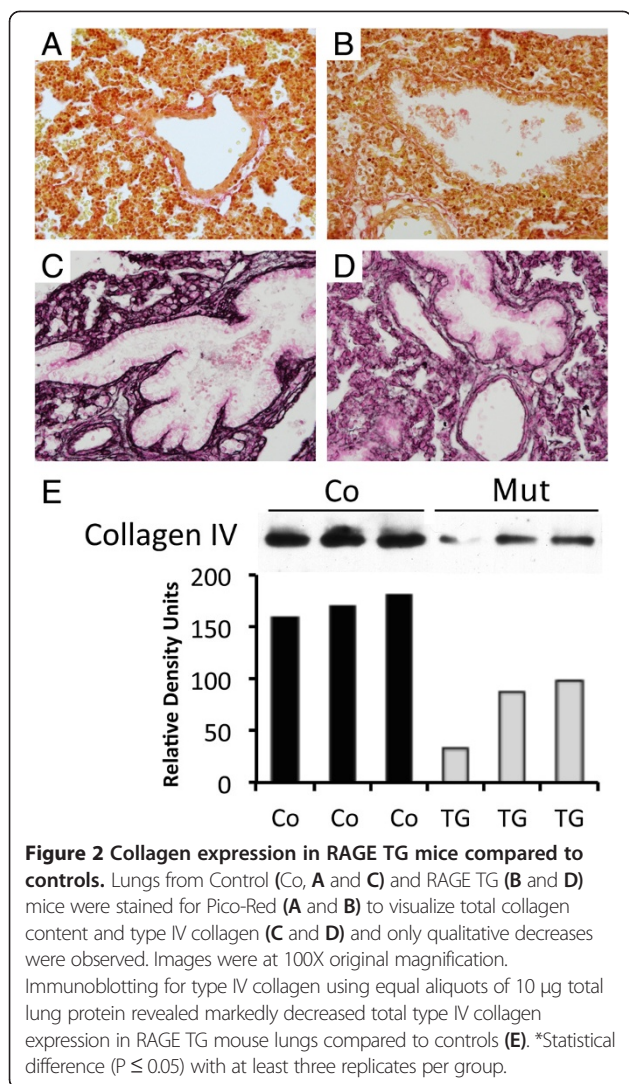 A
B
C
D
E
Co Mut
Collagen IV
Relative Density Units
200
150
100
50
0
Co Co Co TG TG TG
Figure 2 Collagen expression in RAGE TG mice compared to
controls. Lungs from Control (Co, A and C) and RAGE TG (B and D)
mice were stained for Pico-Red (A and B) to visualize total collagen
content and type IV collagen (C and D) and only qualitative decreases
were observed. Images were at 100X original magnification.
Immunoblotting for type IV collagen using equal aliquots of 10 μg total
lung protein revealed markedly decreased total type IV collagen
expression in RAGE TG mouse lungs compared to controls (E). *Statistical
difference (P ≤ 0.05) with at least three replicates per group.